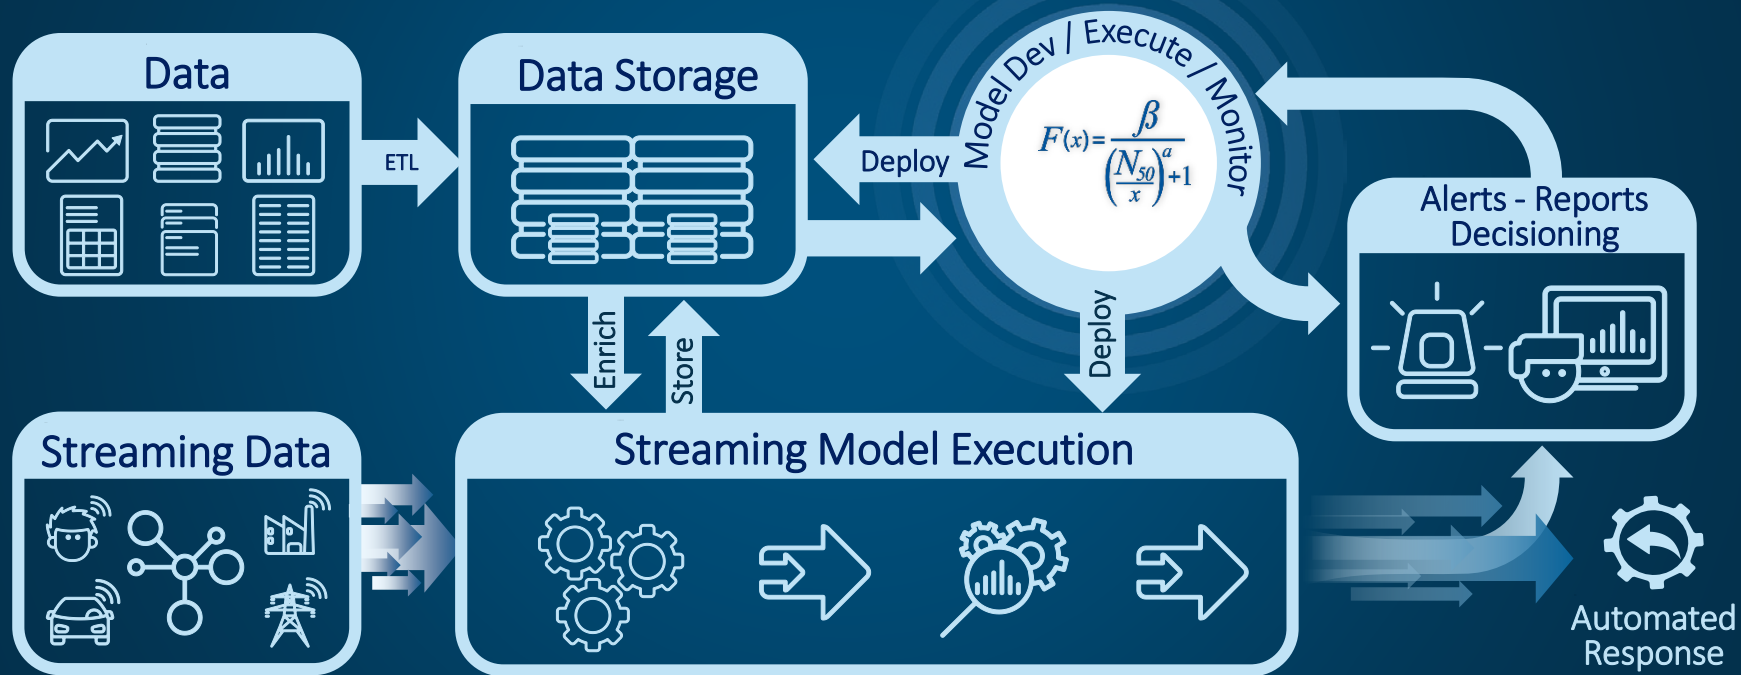 Data
ETL
Data Storage
Deploy
Model Dev / Execute / Monitor
F(x)= β
(N50
x)a+1
Alerts - Reports
Decisioning
Enrich
Store
Deploy
Streaming Data
Streaming Model Execution
Automated
Response